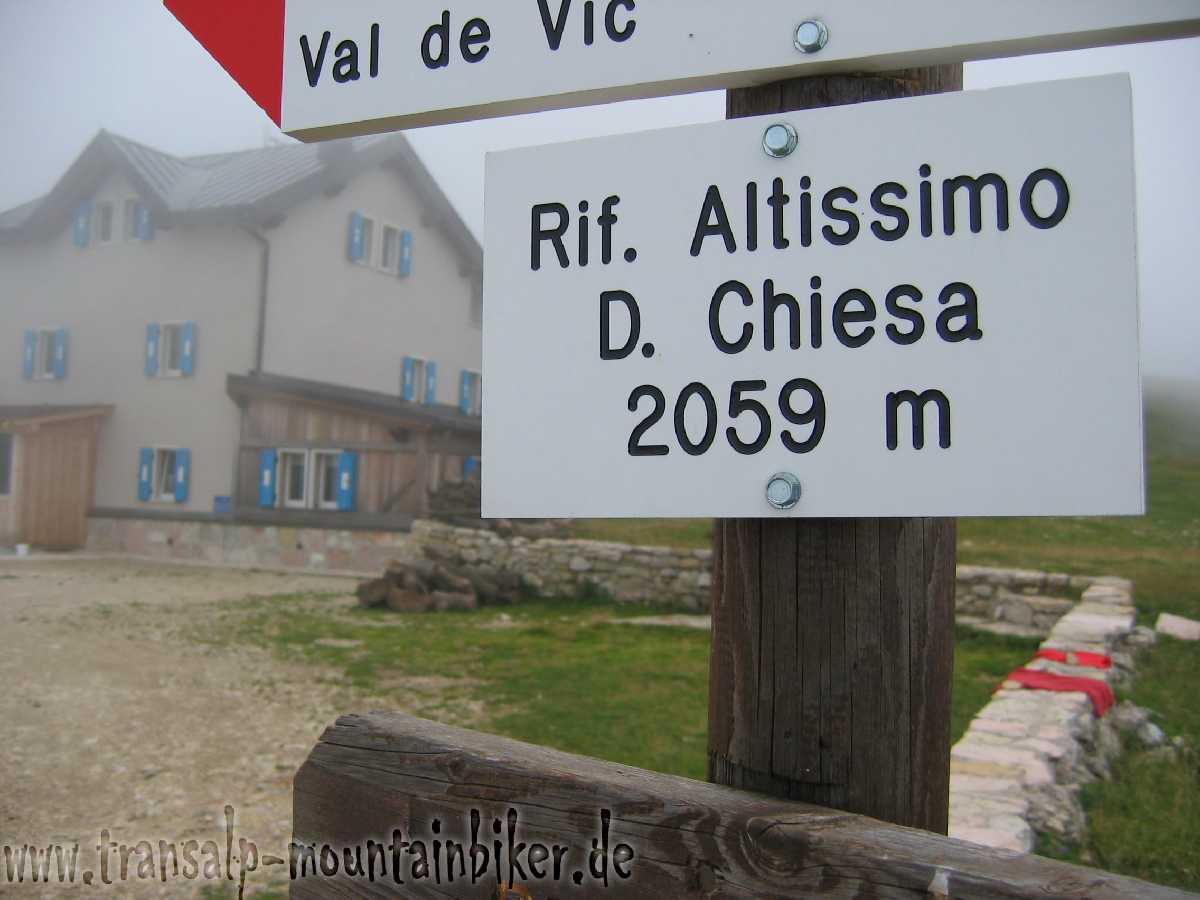 Val de Vic
Rif. Altissimo
D. Chiesa
2059 m
www.transalp-mountainbiker.de